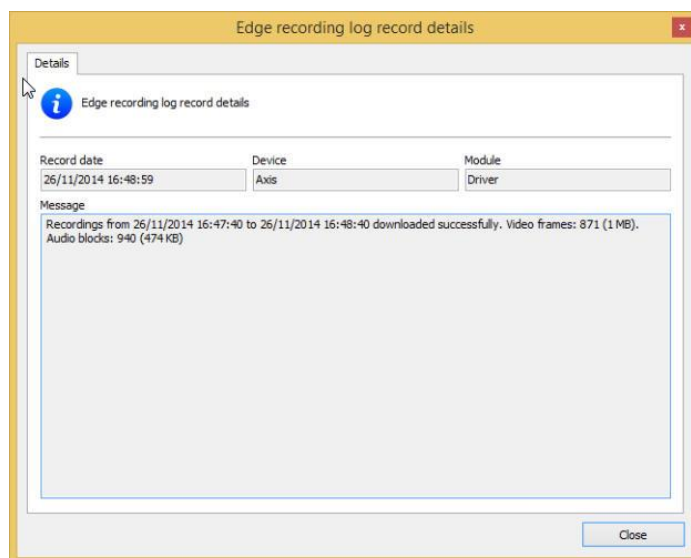 Edge recording log record details
x
Details
i
Edge recording log record details
Record date
Device
Module
26/11/2014 16:48:59
Axis
Driver
Message
Recordings from 26/11/2014 16:47:40 to 26/11/2014 16:48:40 downloaded successfully. Video frames: 871 (1 MB).
Audio blocks: 940 (474 KB)
Close